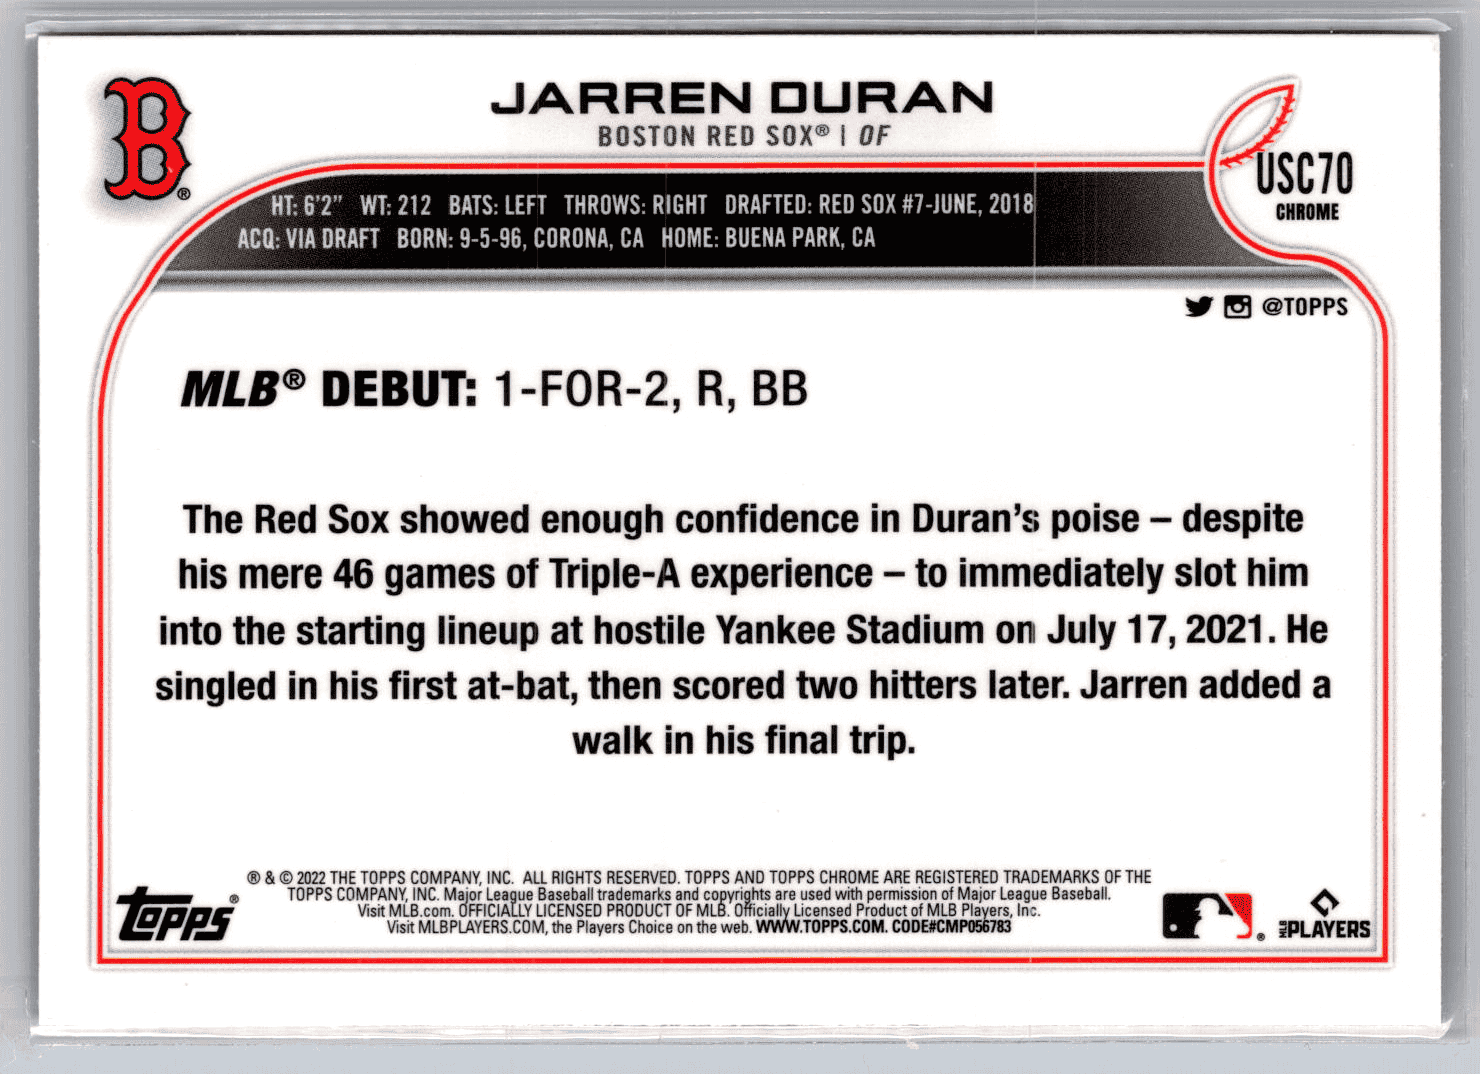 B®
JARREN DURAN
BOSTON RED SOX® | OF
USC70
CHROME
HT: 6'2" WT: 212 BATS: LEFT THROWS: RIGHT DRAFTED: RED SOX #7-JUNE, 2018
ACQ: VIA DRAFT BORN: 9-5-96, CORONA, CA HOME: BUENA PARK, CA
@TOPPS
MLB® DEBUT: 1-FOR-2, R, BB
The Red Sox showed enough confidence in Duran's poise – despite
his mere 46 games of Triple-A experience – to immediately slot him
into the starting lineup at hostile Yankee Stadium on July 17, 2021. He
singled in his first at-bat, then scored two hitters later. Jarren added a
walk in his final trip.
® & © 2022 THE TOPPS COMPANY, INC. ALL RIGHTS RESERVED. TOPPS AND TOPPS CHROME ARE REGISTERED TRADEMARKS OF THE
TOPPS COMPANY, INC. Major League Baseball trademarks and copyrights are used with permission of Major League Baseball.
Visit MLB.com. OFFICIALLY LICENSED PRODUCT OF MLB. Officially Licensed Product of MLB Players, Inc.
Visit MLBPLAYERS.COM, the Players Choice on the web. WWW.TOPPS.COM. CODE#CMP056783
TOPPS®
®
MLB PLAYERS